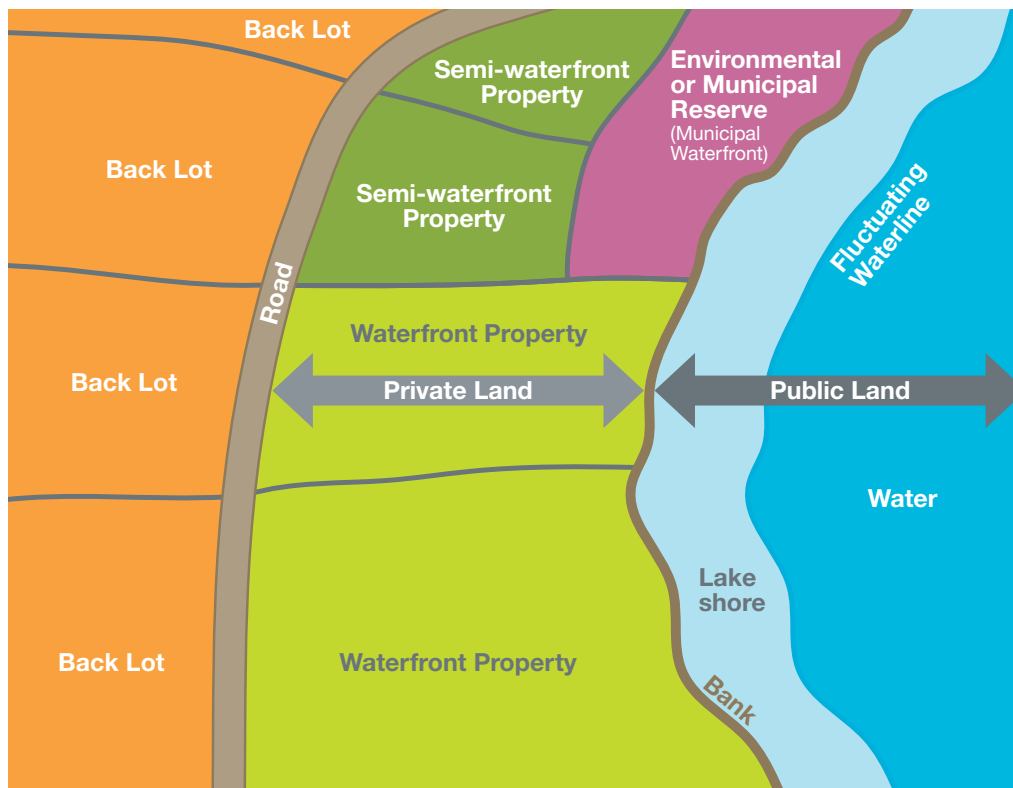 Back Lot
Semi-waterfront
Property
Environmental
or Municipal
Reserve
(Municipal
Waterfront)
Back Lot
Semi-waterfront
Property
Fluctuating
Waterline
Road
Waterfront Property
Back Lot
Private Land
Public Land
Water
Lake
shore
Back Lot
Waterfront Property
Bank